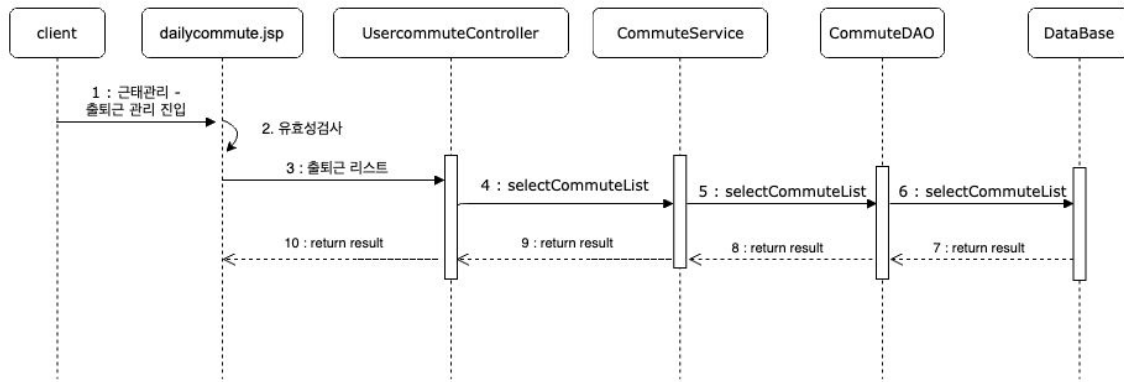 client
dailycommute.jsp
UsercommuteController
CommuteService
CommuteDAO
DataBase
1 : 근태관리 -
출퇴근 관리 진입
2. 유효성검사
3 : 출퇴근 리스트
4 : selectCommuteList
5 : selectCommuteList
6 : selectCommuteList
10 : return result
9 : return result
8 : return result
7 : return result